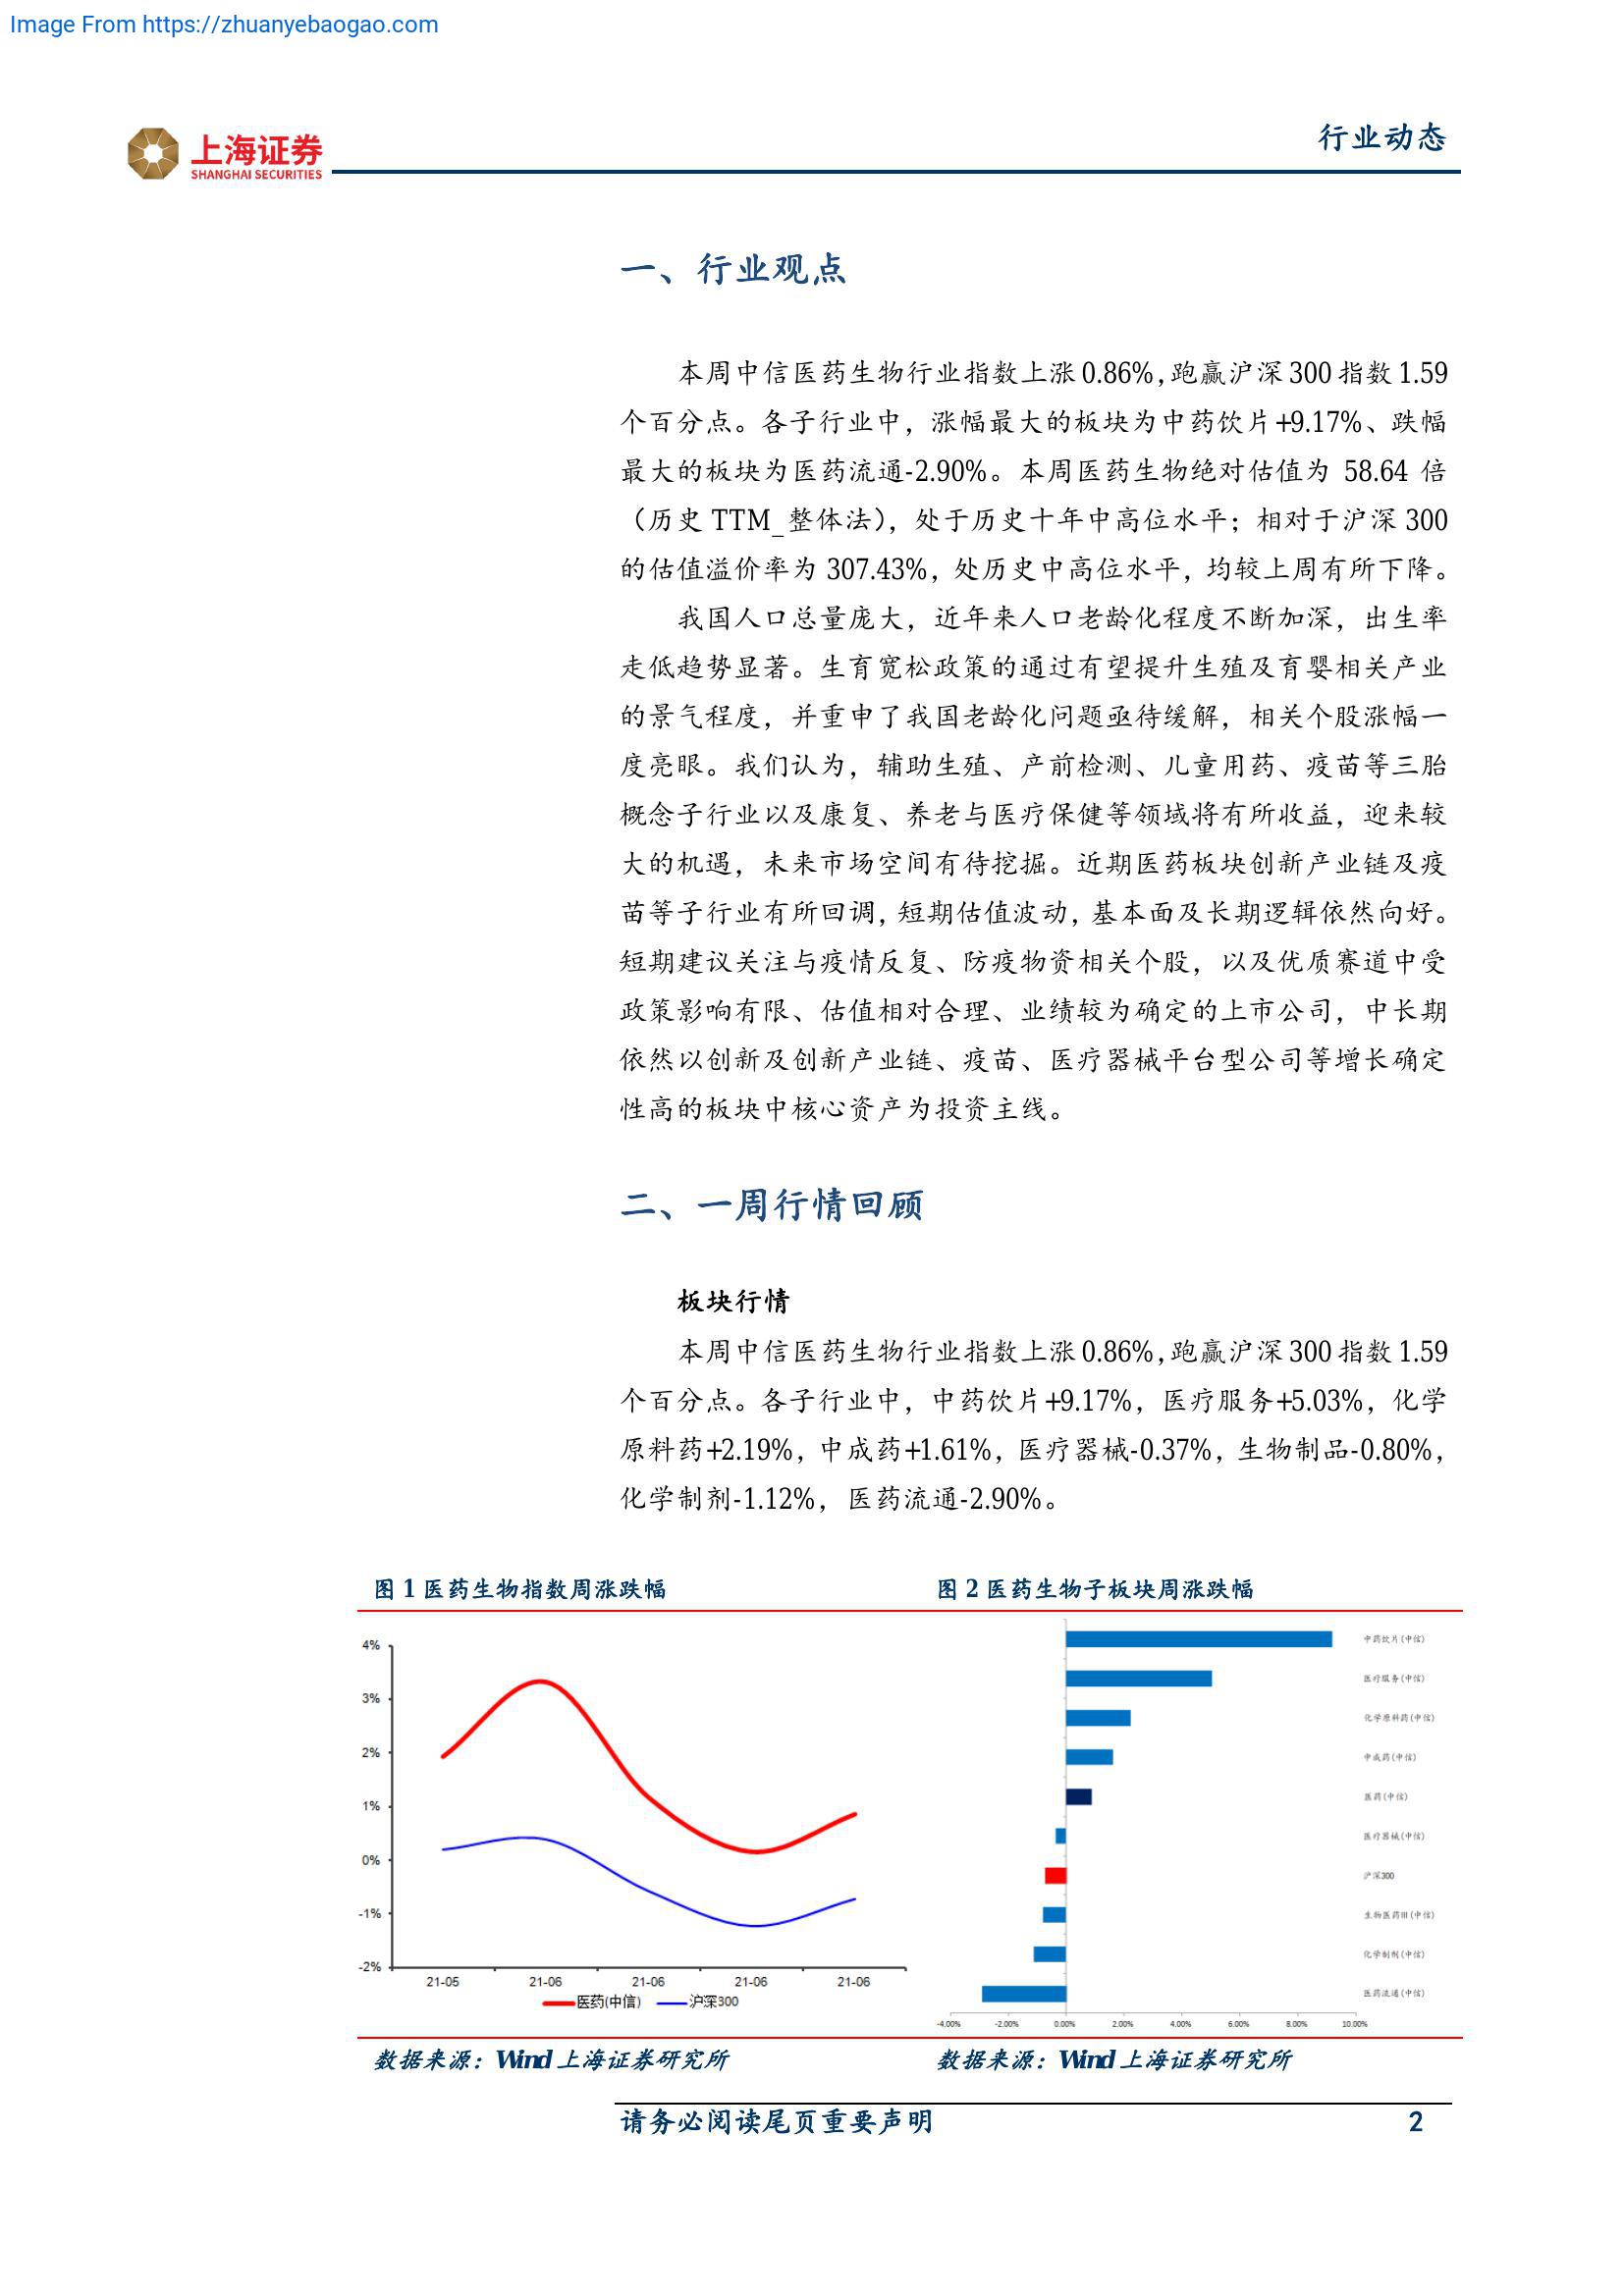 Image From https://zhuanyebaogao.com
上海证券
SHANGHAI SECURITIES
行业动态
一、行业观点
本周中信医药生物行业指数上涨0.86%，跑赢沪深300指数1.59
个百分点。各子行业中，涨幅最大的板块为中药饮片+9.17%、跌幅
最大的板块为医药流通-2.90%。本周医药生物绝对估值为 58.64 倍
（历史 TTM_整体法），处于历史十年中高位水平；相对于沪深 300
的估值溢价率为 307.43%，处历史中高位水平，均较上周有所下降。
我国人口总量庞大，近年来人口老龄化程度不断加深，出生率
走低趋势显著。生育宽松政策的通过有望提升生殖及育婴相关产业
的景气程度，并重申了我国老龄化问题亟待缓解，相关个股涨幅一
度亮眼。我们认为，辅助生殖、产前检测、儿童用药、疫苗等三胎
概念子行业以及康复、养老与医疗保健等领域将有所收益，迎来较
大的机遇，未来市场空间有待挖掘。近期医药板块创新产业链及疫
苗等子行业有所回调，短期估值波动，基本面及长期逻辑依然向好。
短期建议关注与疫情反复、防疫物资相关个股，以及优质赛道中受
政策影响有限、估值相对合理、业绩较为确定的上市公司，中长期
依然以创新及创新产业链、疫苗、医疗器械平台型公司等增长确定
性高的板块中核心资产为投资主线。
二、一周行情回顾
板块行情
本周中信医药生物行业指数上涨0.86%，跑赢沪深300指数1.59
个百分点。各子行业中，中药饮片+9.17%，医疗服务+5.03%，化学
原料药+2.19%，中成药+1.61%，医疗器械-0.37%，生物制品-0.80%，
化学制剂-1.12%，医药流通-2.90%。
图 1 医药生物指数周涨跌幅
4%
3%
2%
1%
0%
-1%
-2%
21-05 21-06 21-06 21-06 21-06
医药(中信) 沪深300
图 2 医药生物子板块周涨跌幅
中药饮片(中信)
医疗服务(中信)
化学原料药(中信)
中成药(中信)
医药(中信)
医疗器械(中信)
沪深300
生物医药III(中信)
化学制剂(中信)
医药流通(中信)
-4.00% -2.00% 0.00% 2.00% 4.00% 6.00% 8.00% 10.00%
数据来源：Wind 上海证券研究所
数据来源：Wind 上海证券研究所
请务必阅读尾页重要声明 2